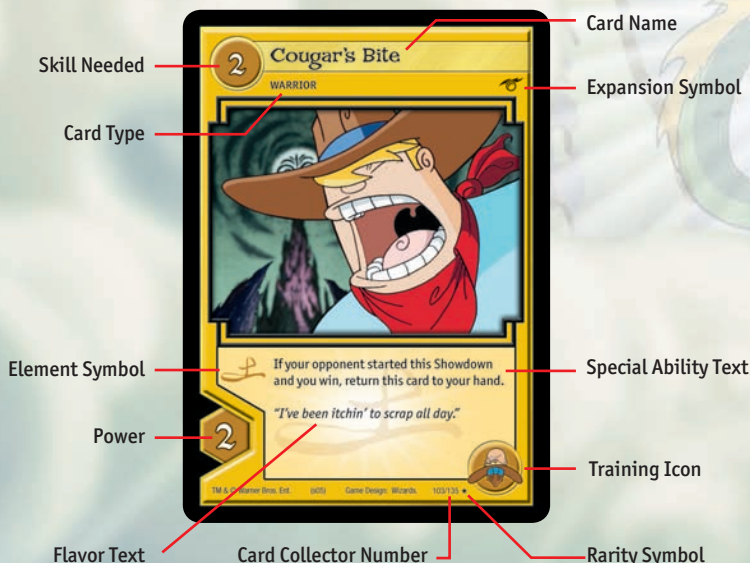 Card Name
2 Cougar's Bite
Skill Needed
WARRIOR
Expansion Symbol
Card Type
Element Symbol
If your opponent started this Showdown
and you win, return this card to your hand.
Special Ability Text
"I've been itchin' to scrap all day."
Power
2
Training Icon
TM & © Warner Bros. Ent. (s05) Game Design: Wizards. 103/135 ★
Flavor Text
Card Collector Number
Rarity Symbol